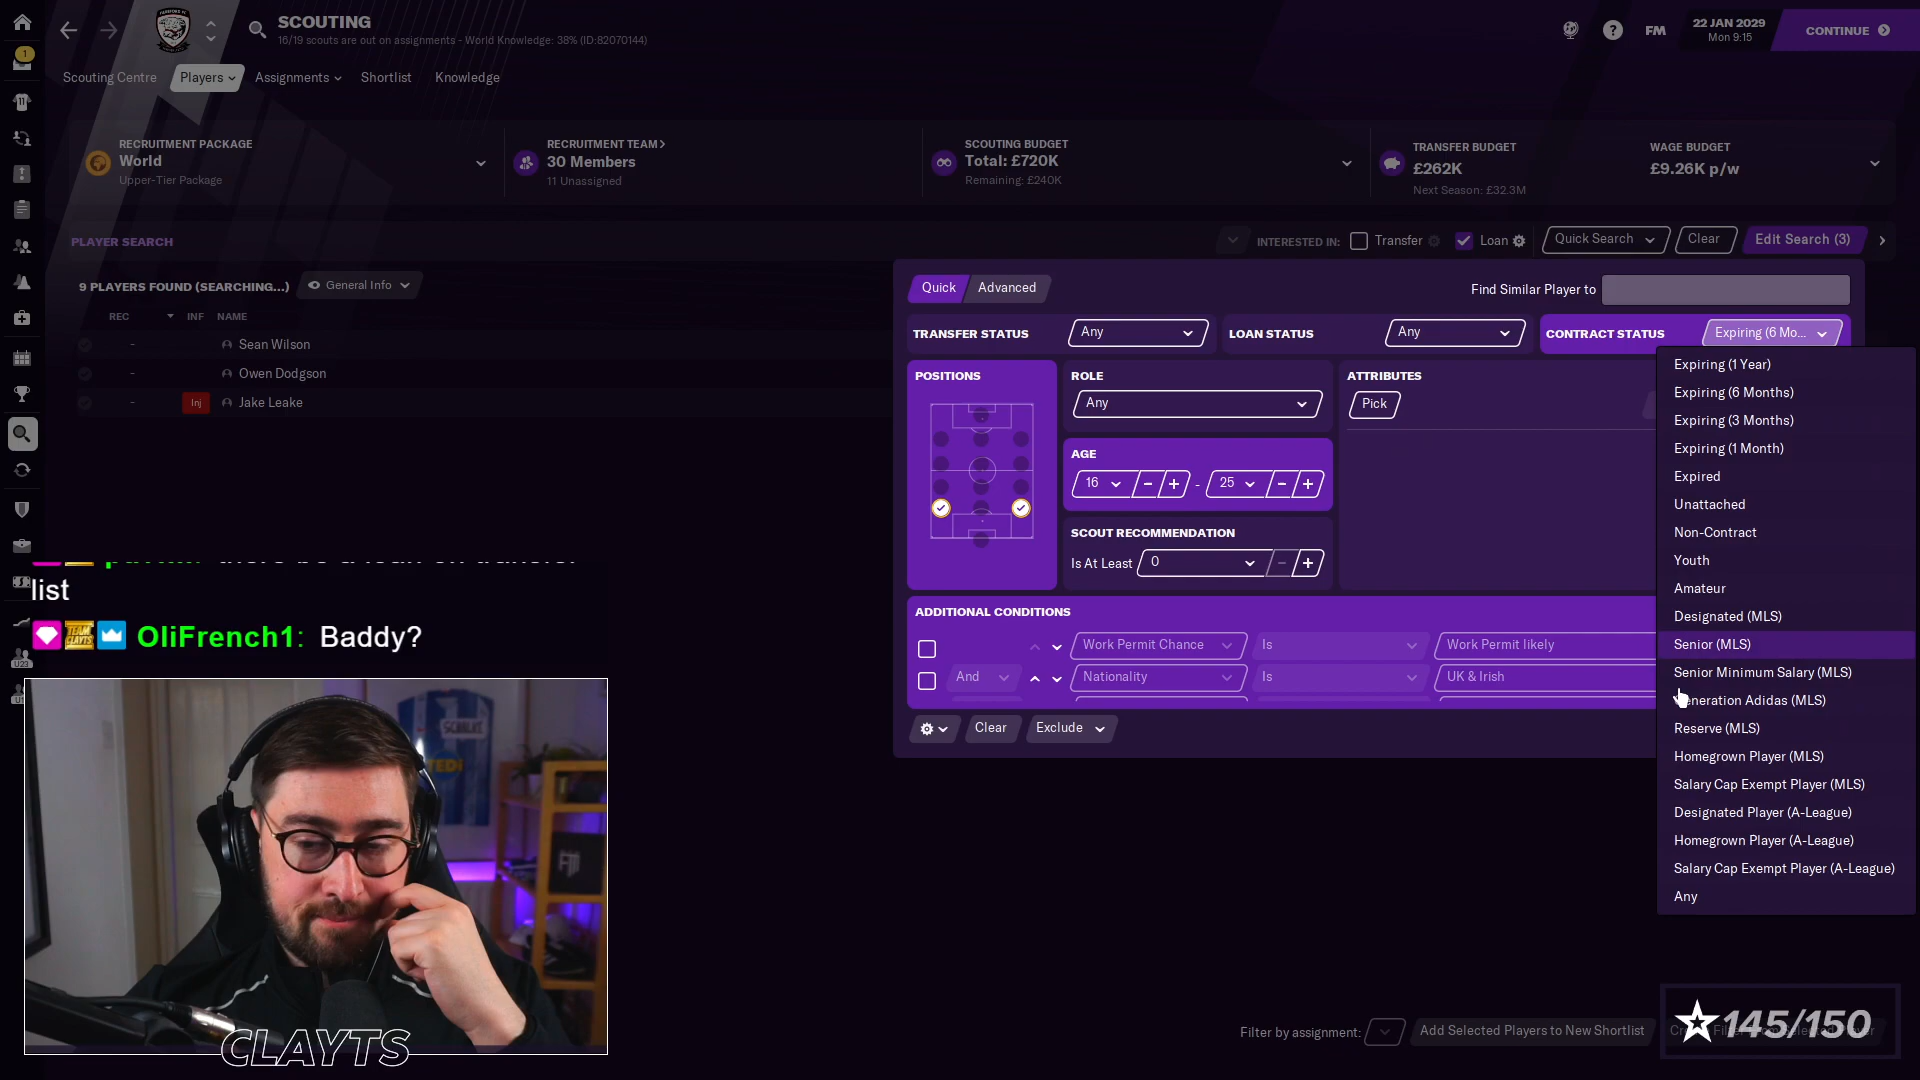 SCOUTING
16/19 scouts are out on assignments - World Knowledge: 38% (ID:82070144)
FM
22 JAN 2029
Mon 9:15
CONTINUE
1
Scouting Centre
Players
Assignments
Shortlist
Knowledge
RECRUITMENT PACKAGE
World
Upper-Tier Package
RECRUITMENT TEAM>
30 Members
11 Unassigned
SCOUTING BUDGET
Total: £720K
Remaining: £240K
TRANSFER BUDGET
£262K
Next Season: £32.3M
WAGE BUDGET
£9.26K p/w
PLAYER SEARCH
INTERESTED IN:
Transfer
Loan
Quick Search
Clear
Edit Search (3)
9 PLAYERS FOUND (SEARCHING...)
General Info
REC
INF
NAME
- Sean Wilson
- Owen Dodgson
- Inj Jake Leake
Quick
Advanced
Find Similar Player to
TRANSFER STATUS
Any
LOAN STATUS
Any
CONTRACT STATUS
Expiring (6 Mo...
POSITIONS
ROLE
Any
ATTRIBUTES
Pick
AGE
16
-
25
SCOUT RECOMMENDATION
Is At Least
0
ADDITIONAL CONDITIONS
Work Permit Chance
Is
Work Permit likely
And
Nationality
Is
UK & Irish
Clear
Exclude
Expiring (1 Year)
Expiring (6 Months)
Expiring (3 Months)
Expiring (1 Month)
Expired
Unattached
Non-Contract
Youth
Amateur
Designated (MLS)
Senior (MLS)
Senior Minimum Salary (MLS)
eneration Adidas (MLS)
Reserve (MLS)
Homegrown Player (MLS)
Salary Cap Exempt Player (MLS)
Designated Player (A-League)
Homegrown Player (A-League)
Salary Cap Exempt Player (A-League)
Any
list
OliFrench1: Baddy?
CLAYTS
Filter by assignment:
Add Selected Players to New Shortlist
145/150